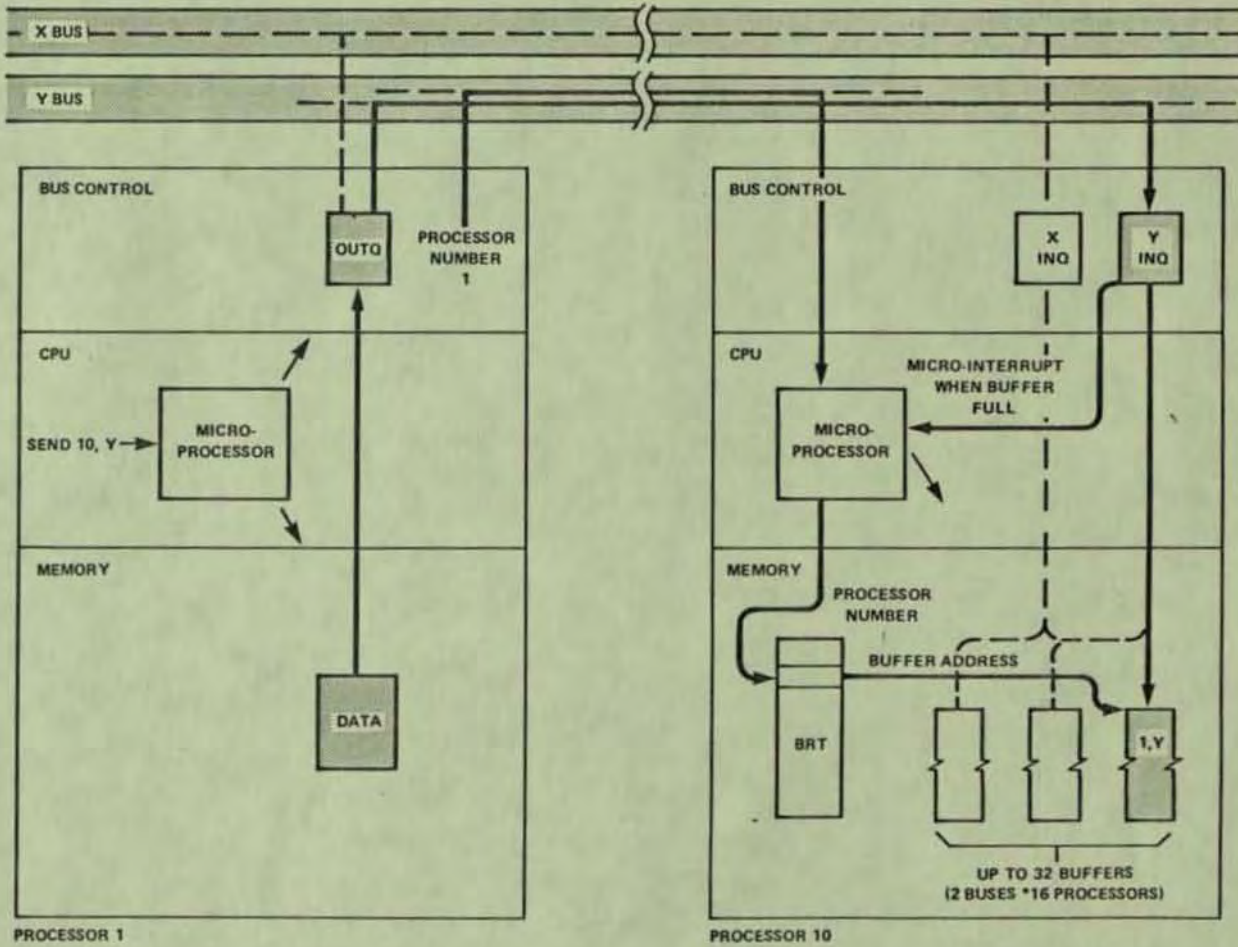 X BUS
Y BUS
BUS CONTROL
OUTQ
PROCESSOR
NUMBER
1
CPU
SEND 10, Y
MICRO-
PROCESSOR
MEMORY
DATA
PROCESSOR 1
BUS CONTROL
X
INQ
Y
INQ
CPU
MICRO-INTERRUPT
WHEN BUFFER
FULL
MICRO-
PROCESSOR
MEMORY
PROCESSOR
NUMBER
BUFFER ADDRESS
BRT
1,Y
UP TO 32 BUFFERS
(2 BUSES *16 PROCESSORS)
PROCESSOR 10